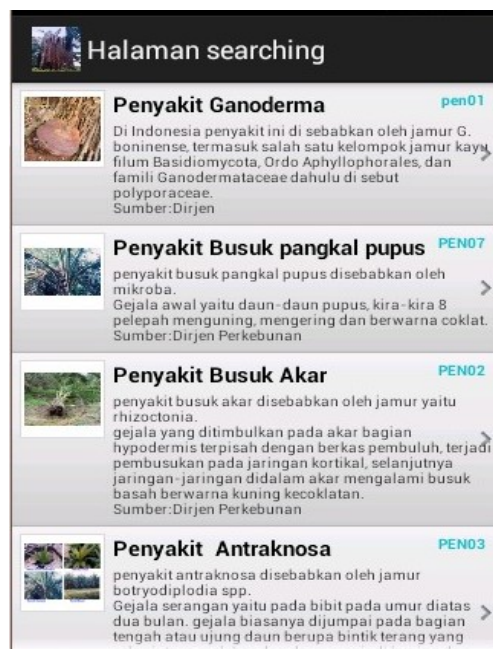 Halaman searching
Penyakit Ganoderma pen01
Di Indonesia penyakit ini di sebabkan oleh jamur G.
boninense, termasuk salah satu kelompok jamur kayu
filum Basidiomycota, Ordo Aphyllophorales, dan
famili Ganodermataceae dahulu di sebut
polyporaceae.
Sumber:Dirjen
Penyakit Busuk pangkal pupus PEN07
penyakit busuk pangkal pupus disebabkan oleh
mikroba.
Gejala awal yaitu daun-daun pupus, kira-kira 8
pelepah menguning, mengering dan berwarna coklat.
Sumber:Dirjen Perkebunan
Penyakit Busuk Akar PEN02
penyakit busuk akar disebabkan oleh jamur yaitu
rhizoctonia.
gejala yang ditimbulkan pada akar bagian
hypodermis terpisah dengan berkas pembuluh, terjadi
pembusukan pada jaringan kortikal, selanjutnya
jaringan-jaringan didalam akar mengalami busuk
basah berwarna kuning kecoklatan.
Sumber:Dirjen Perkebunan
Penyakit Antraknosa PEN03
penyakit antraknosa disebabkan oleh jamur
botryodiplodia spp.
Gejala serangan yaitu pada bibit pada umur diatas
dua bulan. gejala biasanya dijumpai pada bagian
tengah atau ujung daun berupa bintik terang yang